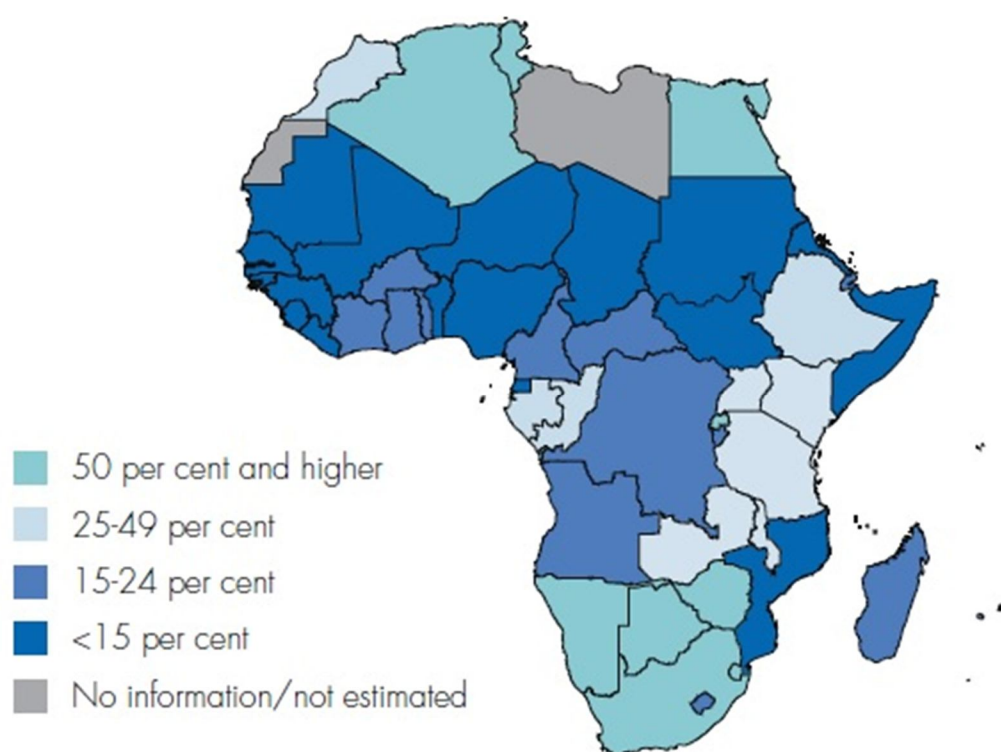 50 per cent and higher
25-49 per cent
15-24 per cent
<15 per cent
No information/not estimated